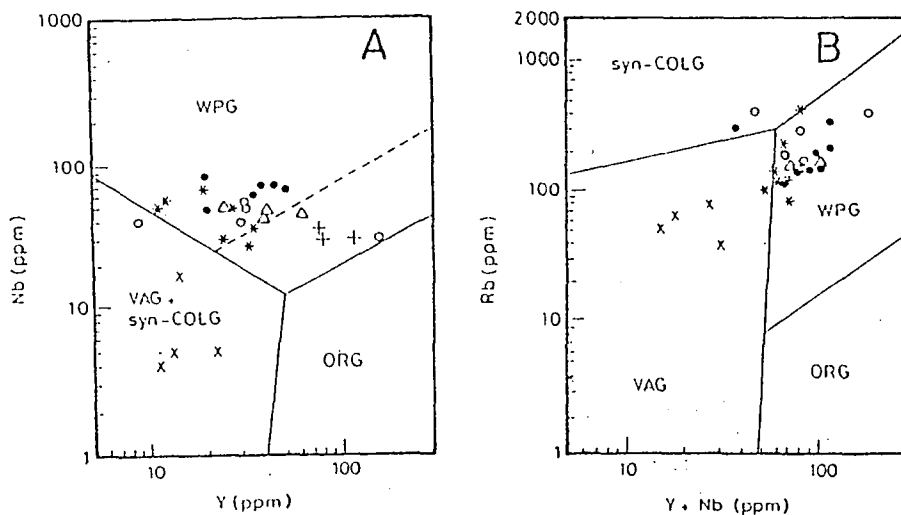 A
1000
WPG
100
10
VAG +
syn-COLG
ORG
1
10
100
Nb (ppm)
Y (ppm)
B
2000
1000
syn-COLG
100
WPG
10
VAG
ORG
1
10
100
Rb (ppm)
Y + Nb (ppm)